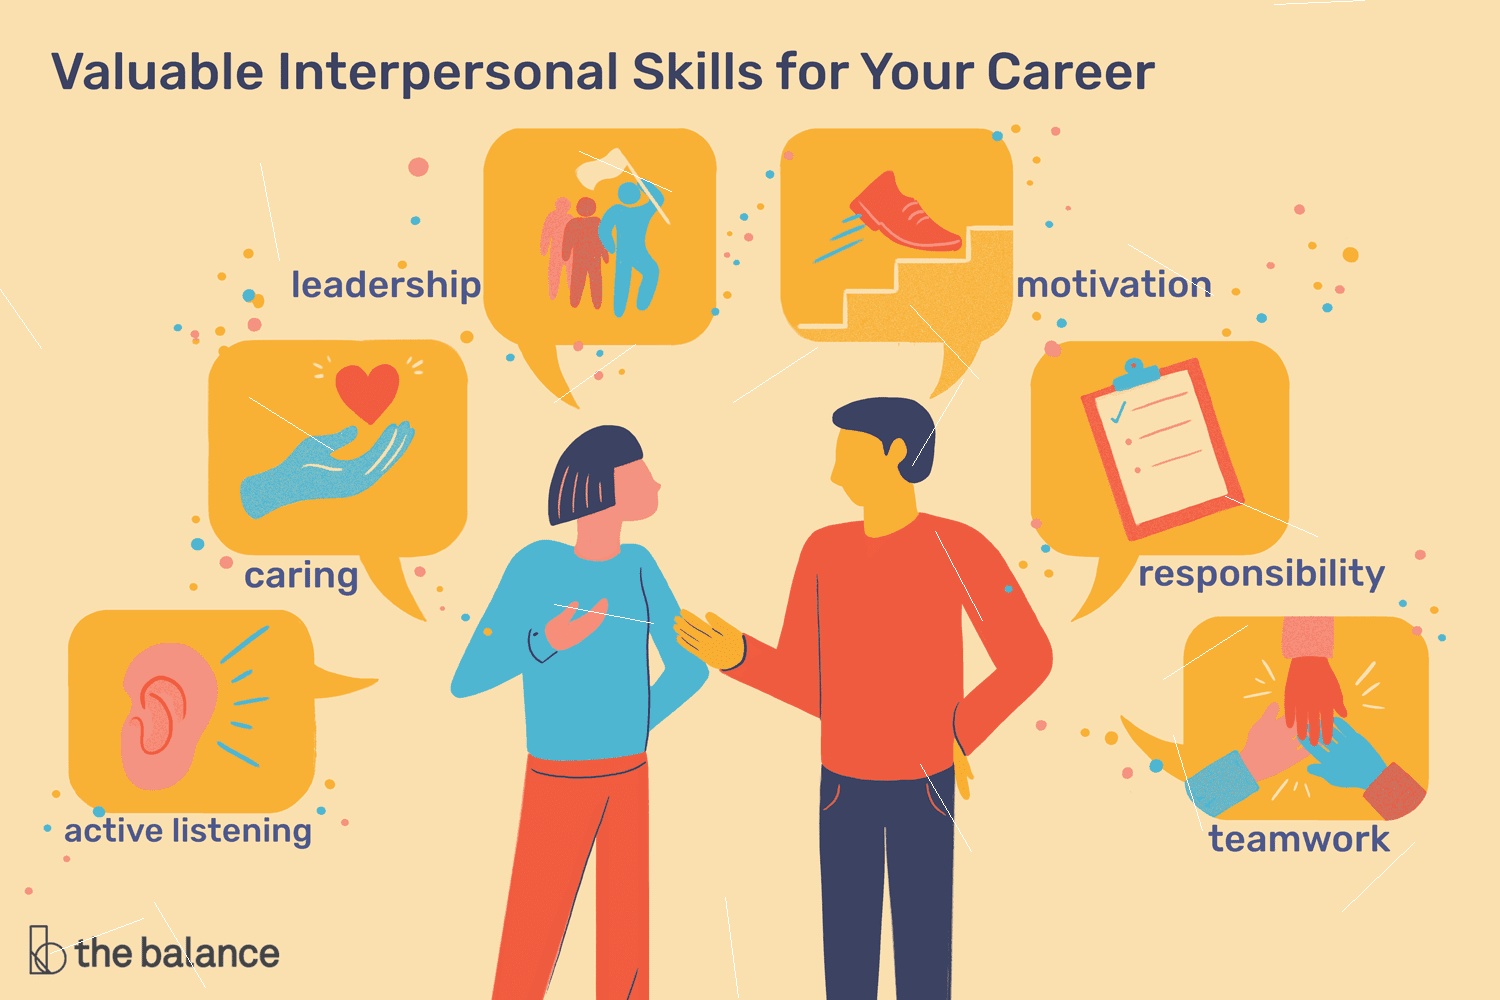 Valuable Interpersonal Skills for Your Career
leadership
motivation
caring
responsibility
active listening
teamwork
the balance